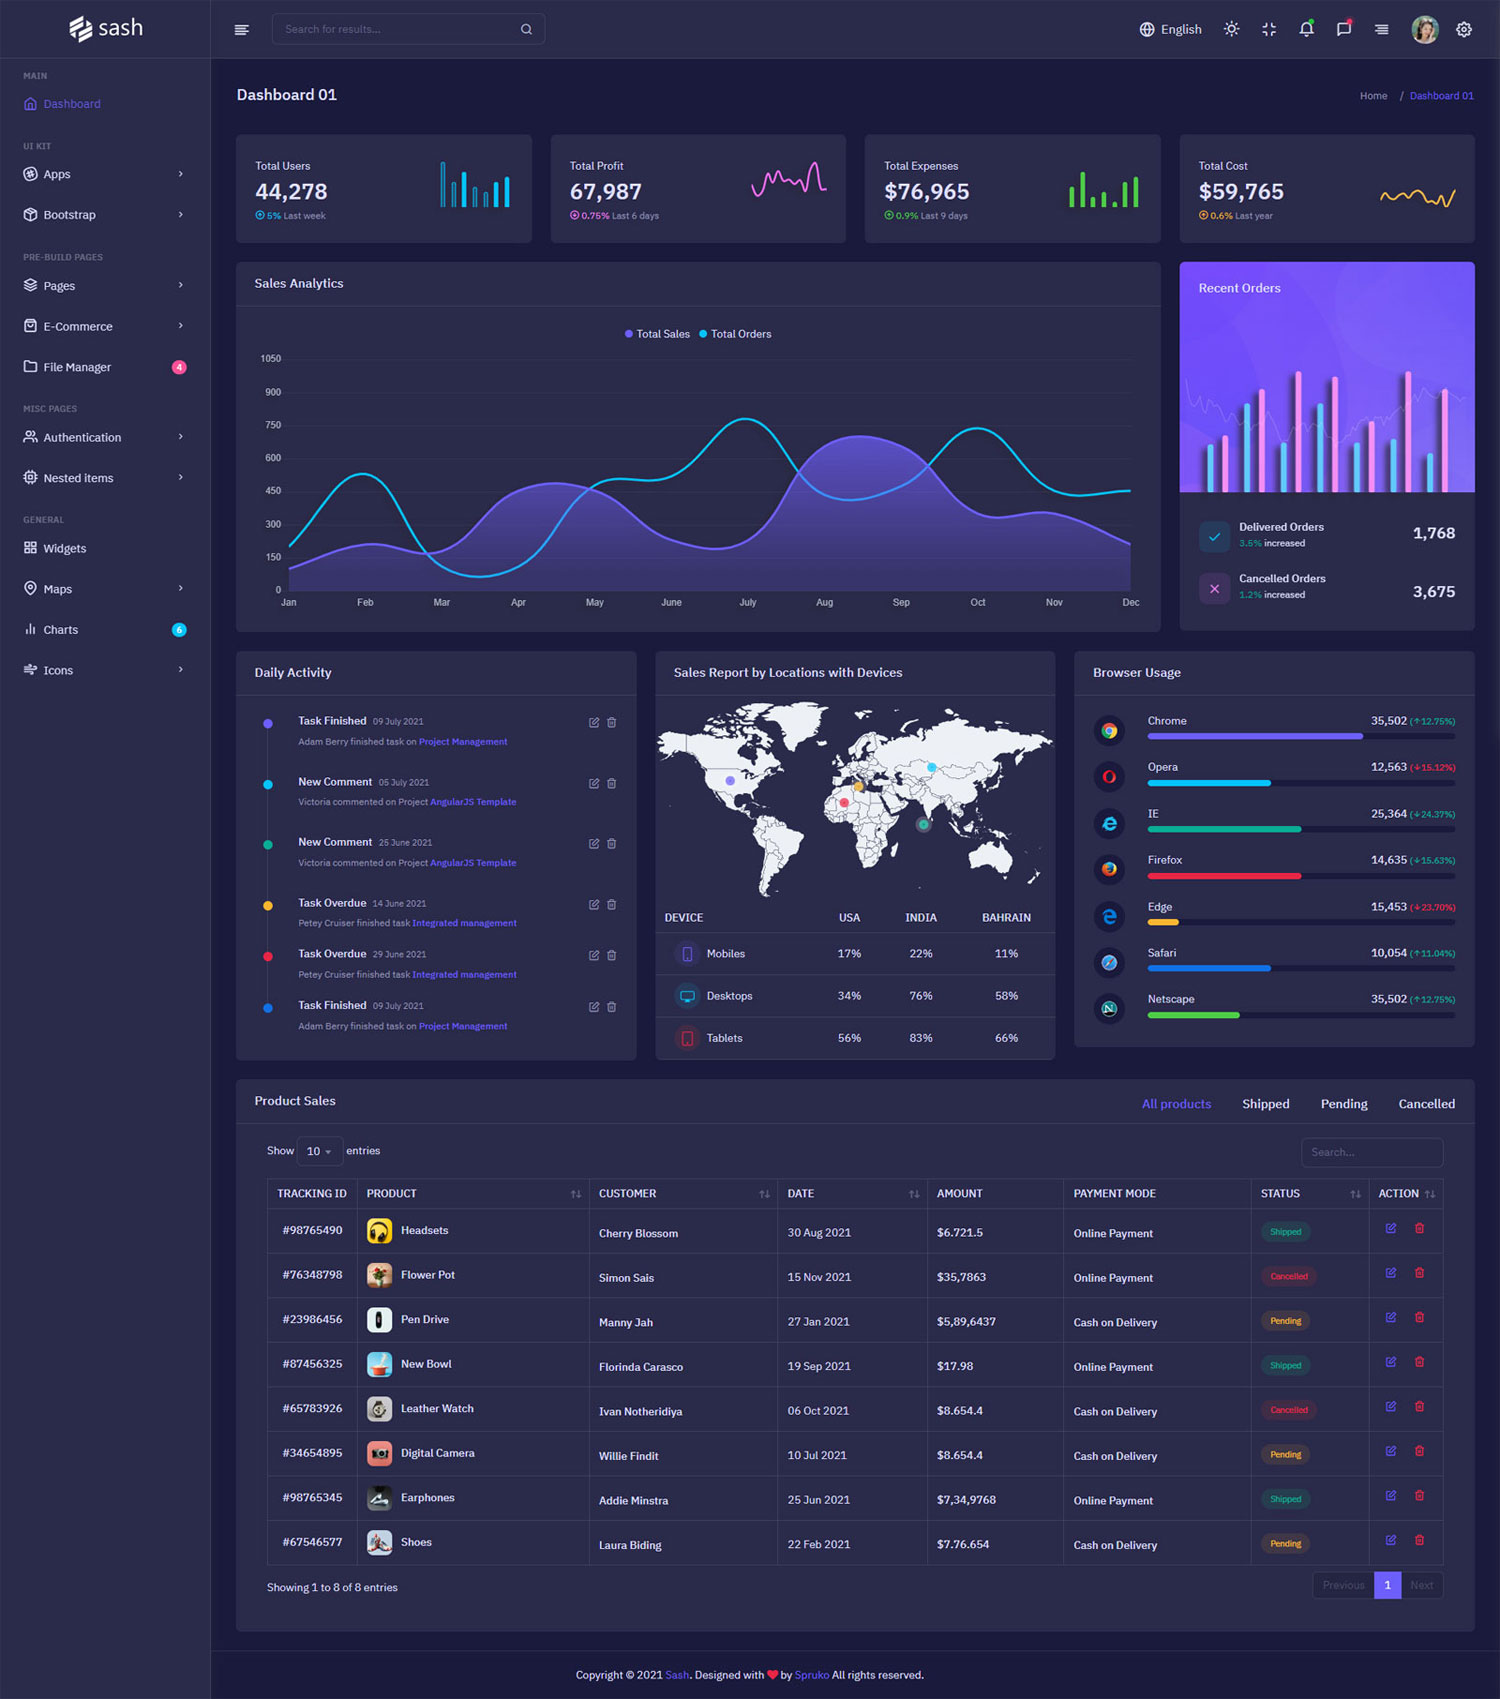 sash
Search for results...
English
MAIN
Dashboard
UI KIT
Apps
Bootstrap
PRE-BUILD PAGES
Pages
E-Commerce
File Manager 4
MISC PAGES
Authentication
Nested items
GENERAL
Widgets
Maps
Charts 6
Icons
Dashboard 01
Home / Dashboard 01
Total Users
44,278
5% Last week
Total Profit
67,987
0.75% Last 6 days
Total Expenses
$76,965
0.9% Last 9 days
Total Cost
$59,765
0.6% Last year
Sales Analytics
Total Sales Total Orders
1050
900
750
600
450
300
150
0
Jan Feb Mar Apr May June July Aug Sep Oct Nov Dec
Recent Orders
Delivered Orders
3.5% increased
1,768
Cancelled Orders
1.2% increased
3,675
Daily Activity
Task Finished 09 July 2021
Adam Berry finished task on Project Management
New Comment 05 July 2021
Victoria commented on Project AngularJS Template
New Comment 25 June 2021
Victoria commented on Project AngularJS Template
Task Overdue 14 June 2021
Petey Cruiser finished task Integrated management
Task Overdue 29 June 2021
Petey Cruiser finished task Integrated management
Task Finished 09 July 2021
Adam Berry finished task on Project Management
Sales Report by Locations with Devices
DEVICE USA INDIA BAHRAIN
Mobiles 17% 22% 11%
Desktops 34% 76% 58%
Tablets 56% 83% 66%
Browser Usage
Chrome 35,502 (↑12.75%)
Opera 12,563 (↓15.12%)
IE 25,364 (↓24.37%)
Firefox 14,635 (↑15.63%)
Edge 15,453 (↓23.70%)
Safari 10,054 (↑11.04%)
Netscape 35,502 (↑12.75%)
Product Sales
All products Shipped Pending Cancelled
Show 10 entries
Search...
TRACKING ID PRODUCT CUSTOMER DATE AMOUNT PAYMENT MODE STATUS ACTION
#98765490 Headsets Cherry Blossom 30 Aug 2021 $6.721.5 Online Payment Shipped
#76348798 Flower Pot Simon Sais 15 Nov 2021 $35,7863 Online Payment Cancelled
#23986456 Pen Drive Manny Jah 27 Jan 2021 $5,89,6437 Cash on Delivery Pending
#87456325 New Bowl Florinda Carasco 19 Sep 2021 $17.98 Online Payment Shipped
#65783926 Leather Watch Ivan Notheridiya 06 Oct 2021 $8.654.4 Cash on Delivery Cancelled
#34654895 Digital Camera Willie Findit 10 Jul 2021 $8.654.4 Cash on Delivery Pending
#98765345 Earphones Addie Minstra 25 Jun 2021 $7,34,9768 Online Payment Shipped
#67546577 Shoes Laura Biding 22 Feb 2021 $7.76.654 Cash on Delivery Pending
Showing 1 to 8 of 8 entries
Previous 1 Next
Copyright © 2021 Sash. Designed with ❤ by Spruko All rights reserved.